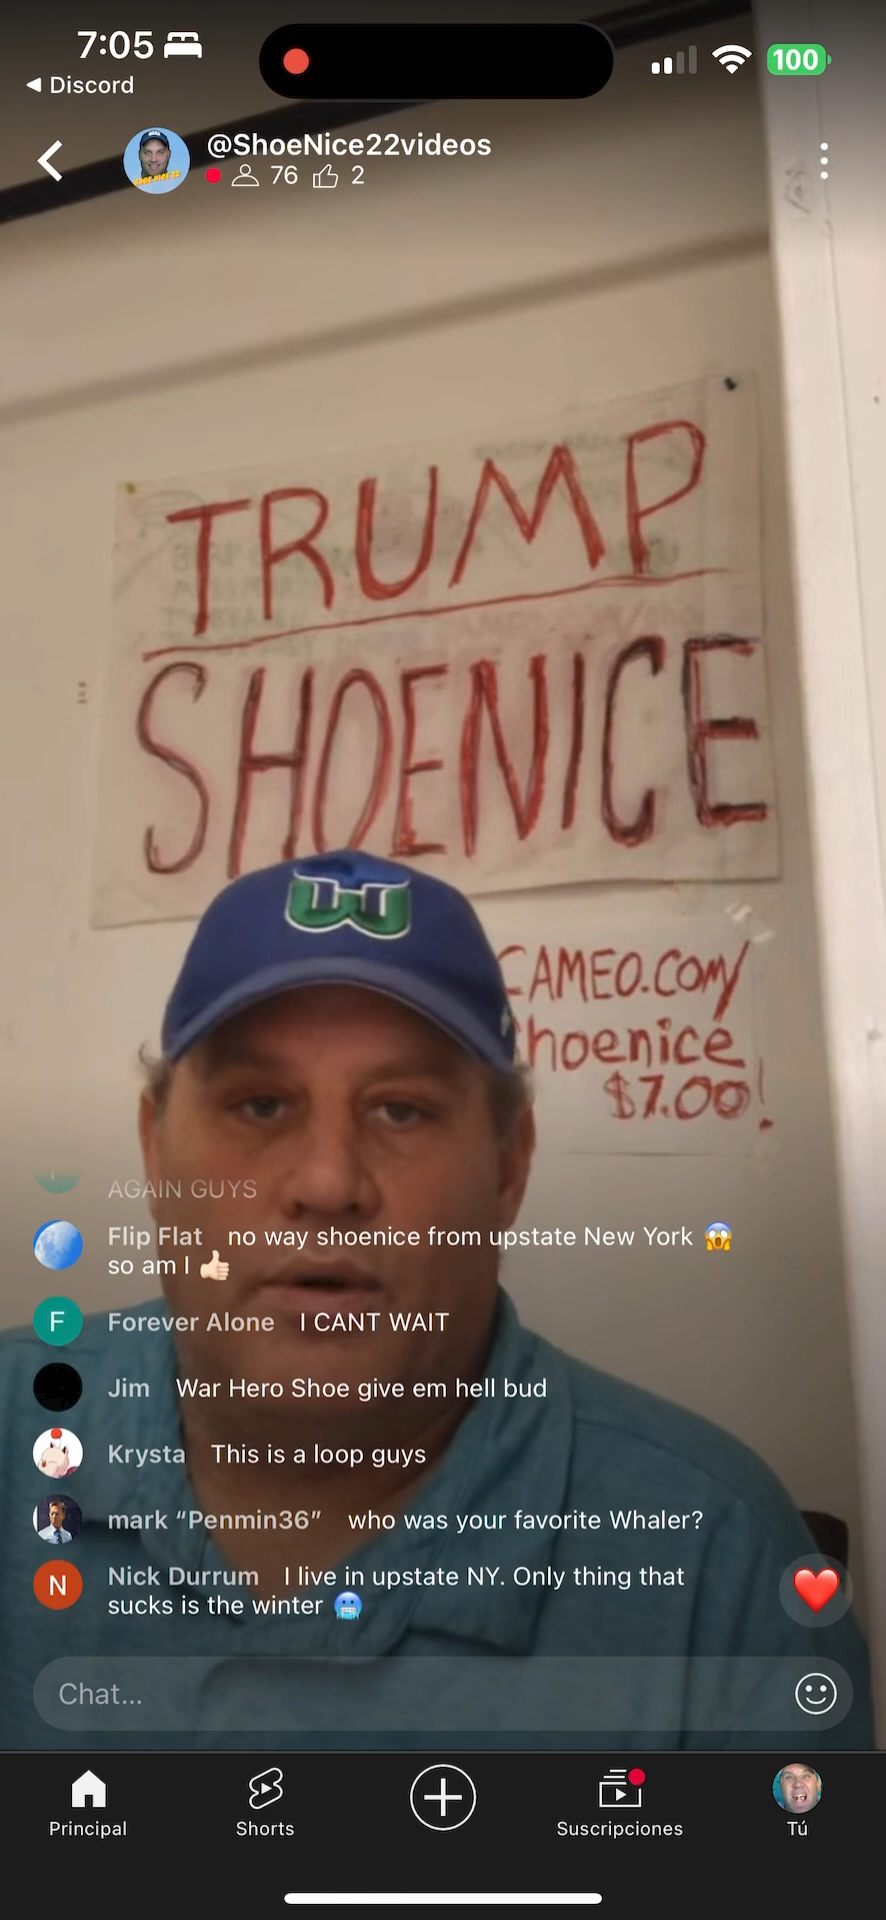 7:05
100
Discord
@ShoeNice22videos
76 2
TRUMP
SHOENICE
CAMEO.COM/
hoenice
$7.00!
AGAIN GUYS
Flip Flat no way shoenice from upstate New York 😱
so am I 👍🏻
F
Forever Alone I CANT WAIT
Jim War Hero Shoe give em hell bud
Krysta This is a loop guys
mark “Penmin36” who was your favorite Whaler?
N
Nick Durrum I live in upstate NY. Only thing that
sucks is the winter 🥶
Chat...
Principal
Shorts
Suscripciones
Tú